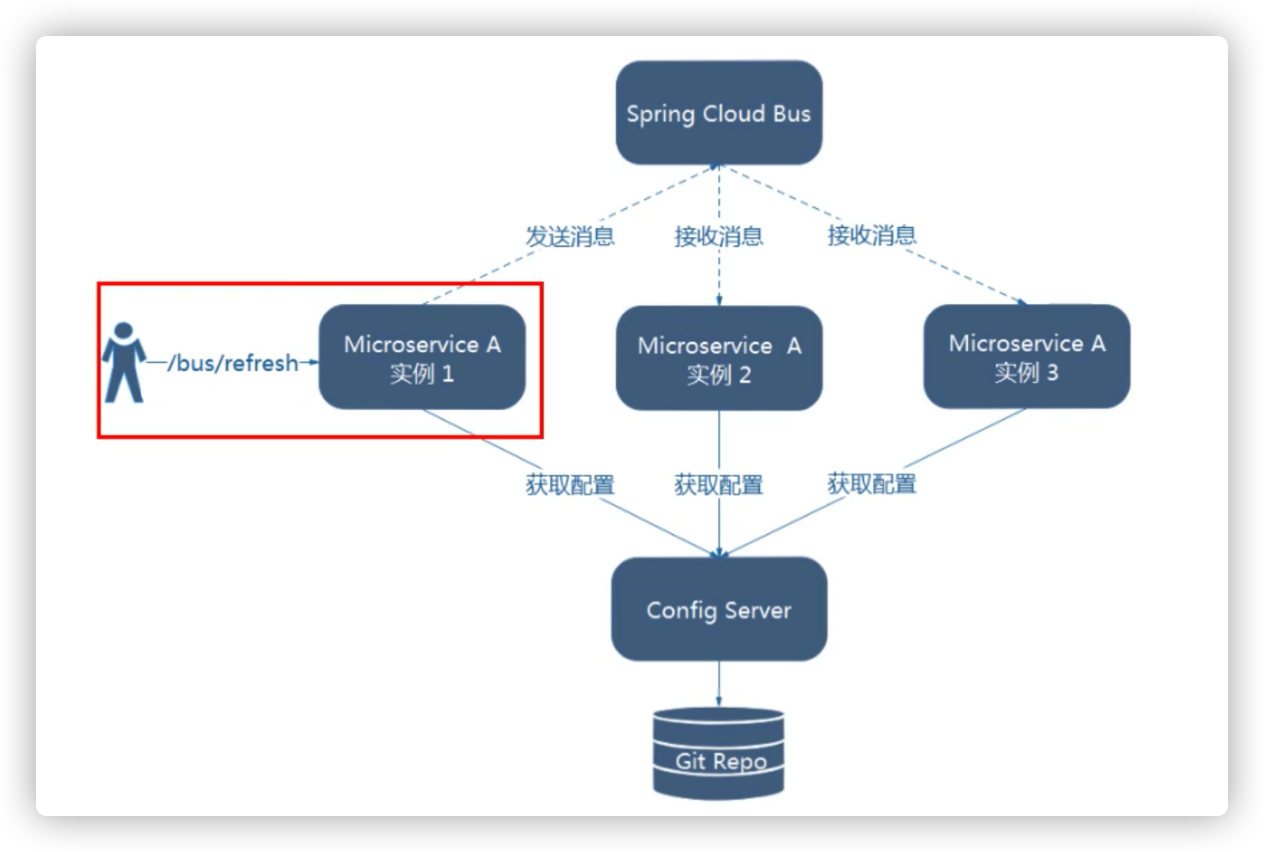 Spring Cloud Bus
发送消息
接收消息
接收消息
/bus/refresh
Microservice A
实例 1
Microservice A
实例 2
Microservice A
实例 3
获取配置
获取配置
获取配置
Config Server
Git Repo